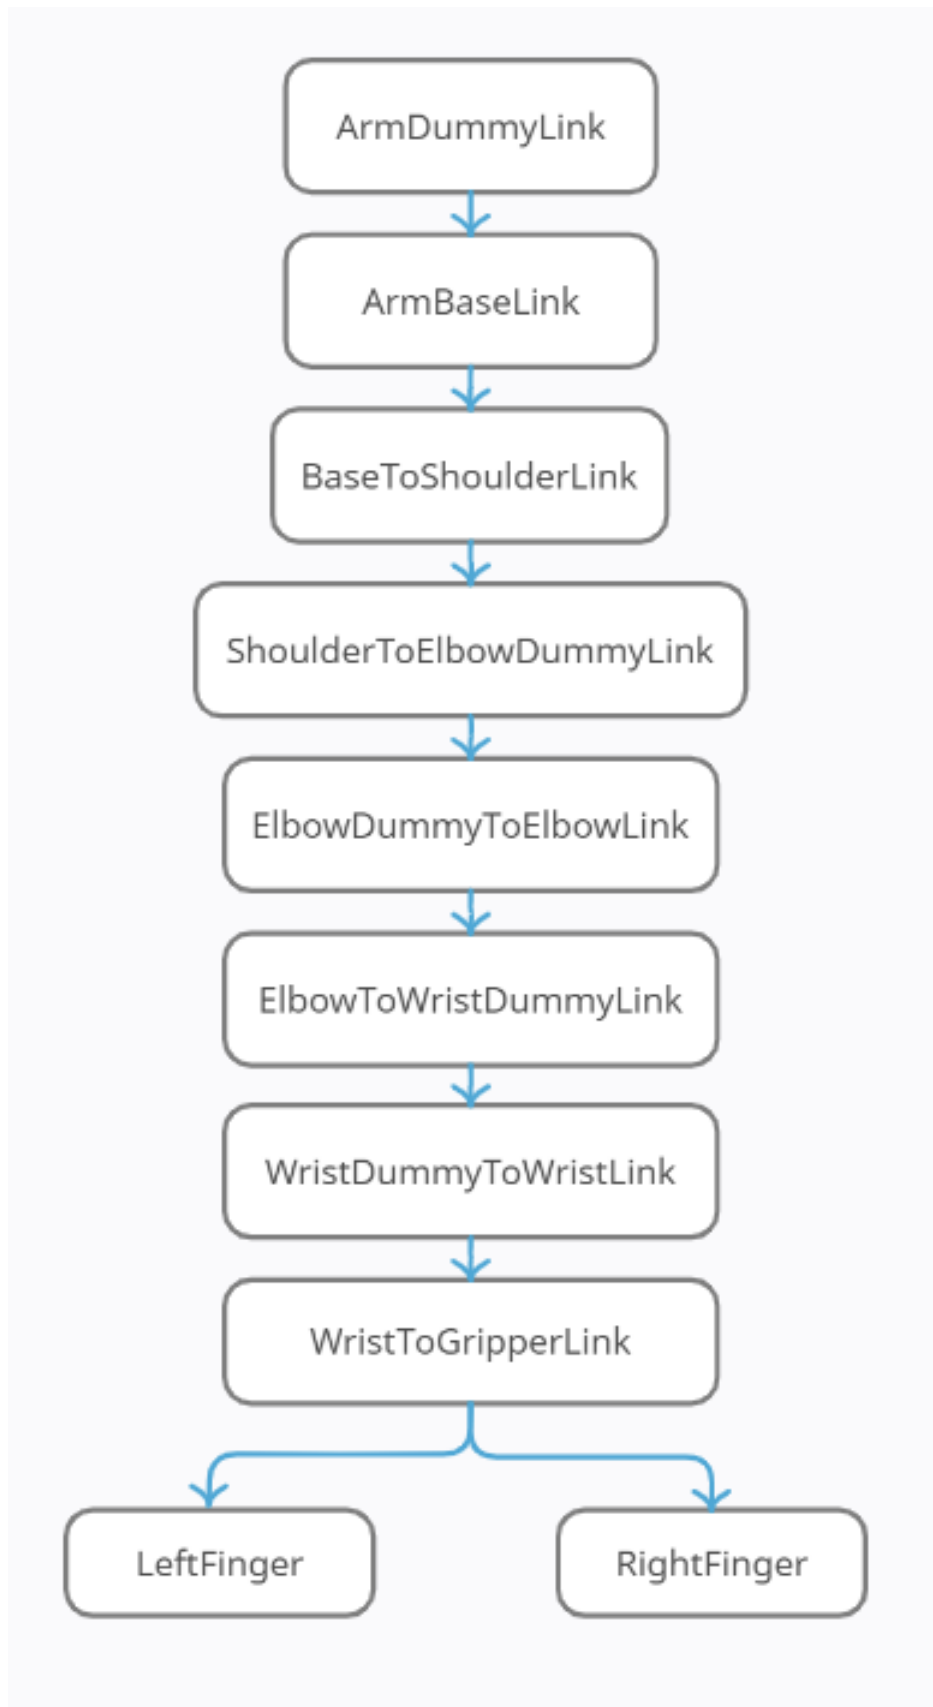 ArmDummyLink
ArmBaseLink
BaseToShoulderLink
ShoulderToElbowDummyLink
ElbowDummyToElbowLink
ElbowToWristDummyLink
WristDummyToWristLink
WristToGripperLink
LeftFinger
RightFinger